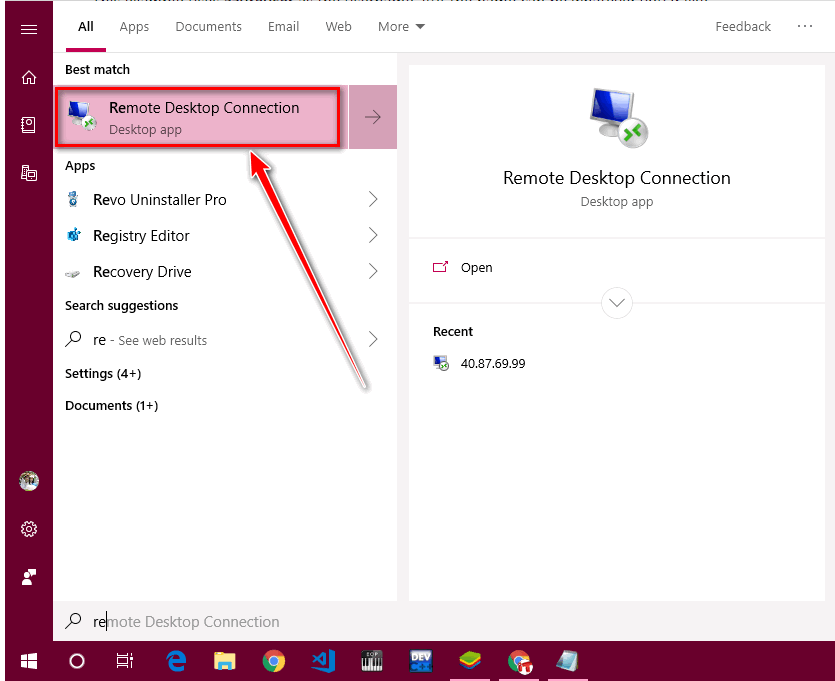 All Apps Documents Email Web More Feedback ...
Best match
Remote Desktop Connection
Desktop app
Apps
Revo Uninstaller Pro
Registry Editor
Recovery Drive
Search suggestions
re - See web results
Settings (4+)
Documents (1+)
Remote Desktop Connection
Desktop app
Open
Recent
40.87.69.99
remote Desktop Connection
DEV